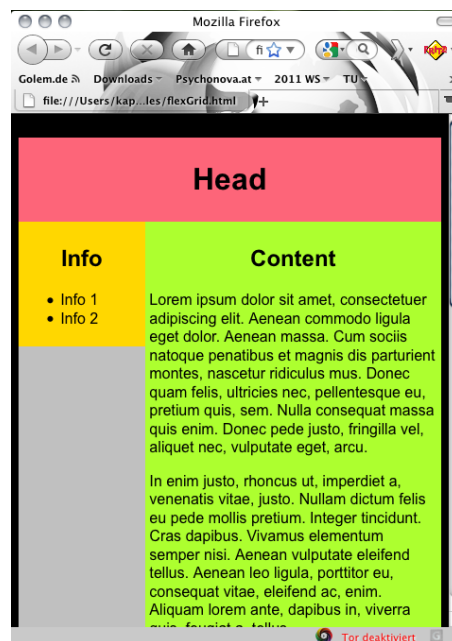 Mozilla Firefox
fi
Golem.de Downloads Psychonova.at 2011 WS TU
file:///Users/kap...les/flexGrid.html
Head
Info
Info 1
Info 2
Content
Lorem ipsum dolor sit amet, consectetuer
adipiscing elit. Aenean commodo ligula
eget dolor. Aenean massa. Cum sociis
natoque penatibus et magnis dis parturient
montes, nascetur ridiculus mus. Donec
quam felis, ultricies nec, pellentesque eu,
pretium quis, sem. Nulla consequat massa
quis enim. Donec pede justo, fringilla vel,
aliquet nec, vulputate eget, arcu.
In enim justo, rhoncus ut, imperdiet a,
venenatis vitae, justo. Nullam dictum felis
eu pede mollis pretium. Integer tincidunt.
Cras dapibus. Vivamus elementum
semper nisi. Aenean vulputate eleifend
tellus. Aenean leo ligula, porttitor eu,
consequat vitae, eleifend ac, enim.
Aliquam lorem ante, dapibus in, viverra
quis, feugiat a, tellus.
Tor deaktiviert